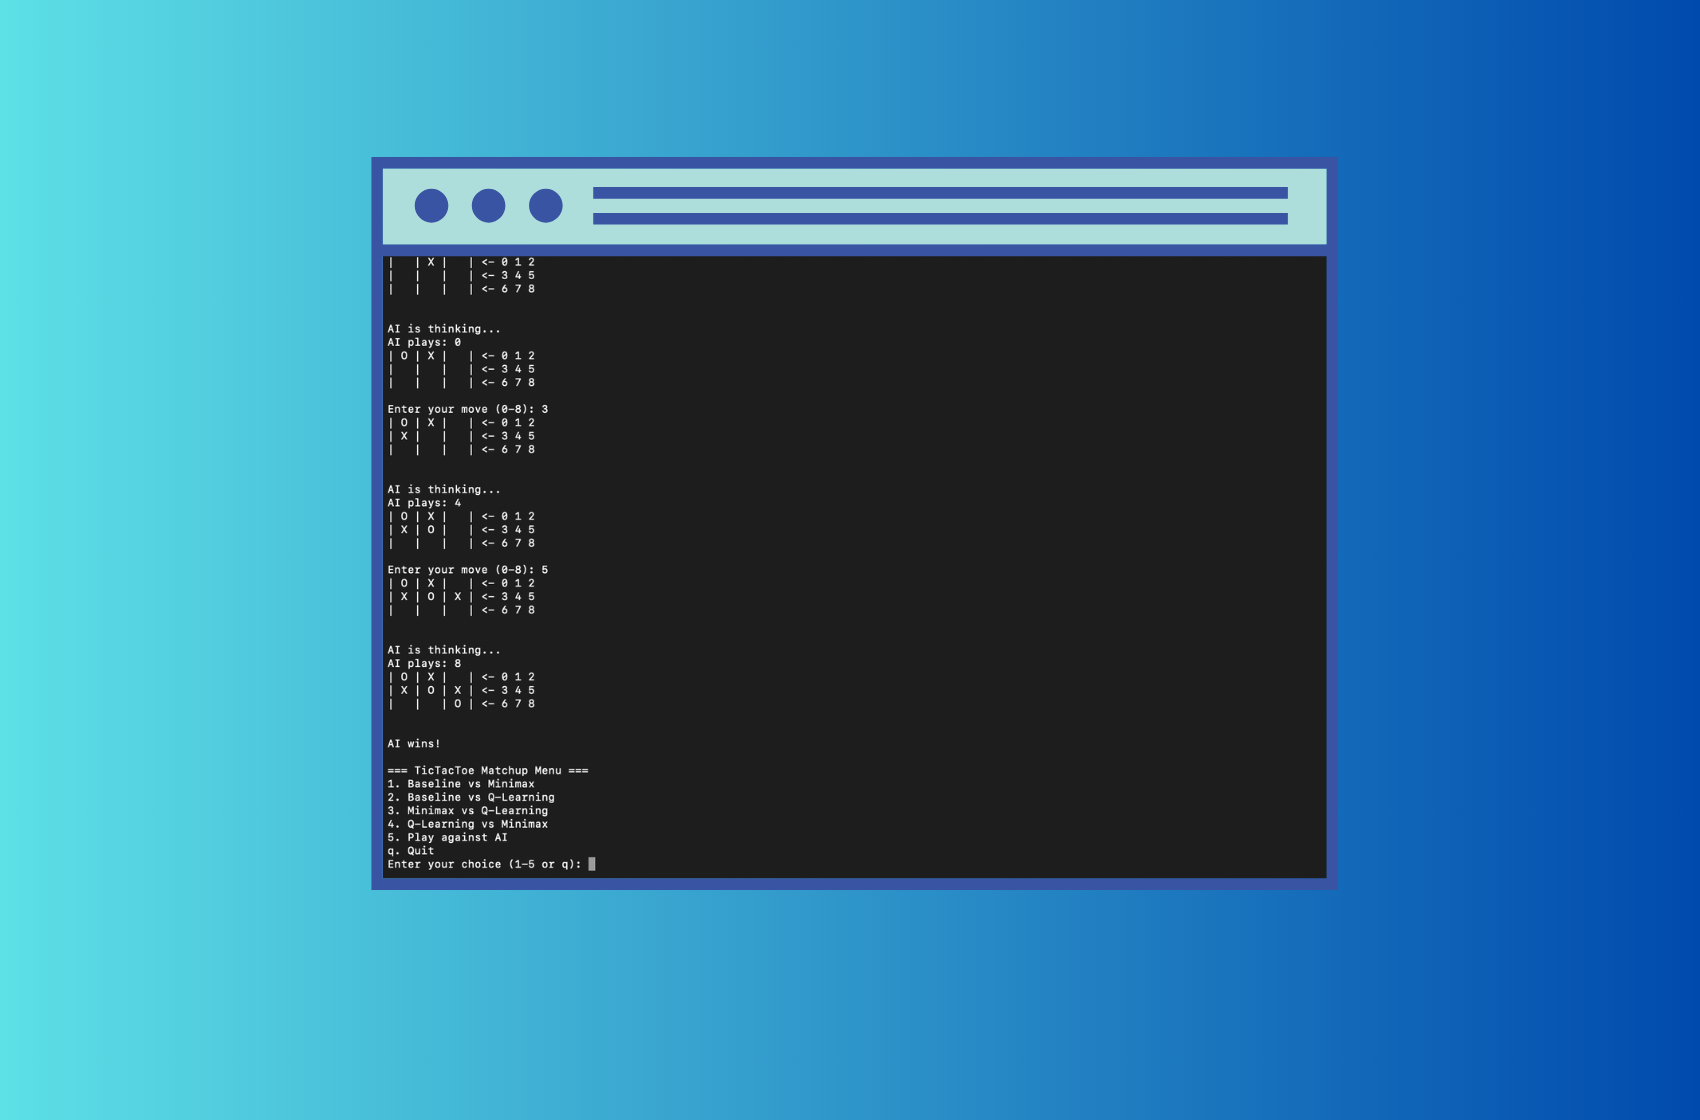 |   | X |   | <- 0 1 2
|   |   |   | <- 3 4 5
|   |   |   | <- 6 7 8
AI is thinking...
AI plays: 0
| O | X |   | <- 0 1 2
|   |   |   | <- 3 4 5
|   |   |   | <- 6 7 8
Enter your move (0-8): 3
| O | X |   | <- 0 1 2
| X |   |   | <- 3 4 5
|   |   |   | <- 6 7 8
AI is thinking...
AI plays: 4
| O | X |   | <- 0 1 2
| X | O |   | <- 3 4 5
|   |   |   | <- 6 7 8
Enter your move (0-8): 5
| O | X |   | <- 0 1 2
| X | O | X | <- 3 4 5
|   |   |   | <- 6 7 8
AI is thinking...
AI plays: 8
| O | X |   | <- 0 1 2
| X | O | X | <- 3 4 5
|   |   | O | <- 6 7 8
AI wins!
=== TicTacToe Matchup Menu ===
1. Baseline vs Minimax
2. Baseline vs Q-Learning
3. Minimax vs Q-Learning
4. Q-Learning vs Minimax
5. Play against AI
q. Quit
Enter your choice (1-5 or q):